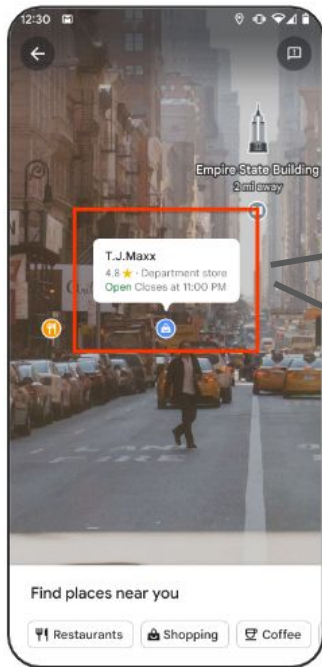 12:30
Empire State Building
2 mi away
T.J.Maxx
4.8 ★ · Department store
Open Closes at 11:00 PM
Find places near you
Restaurants
Shopping
Coffee